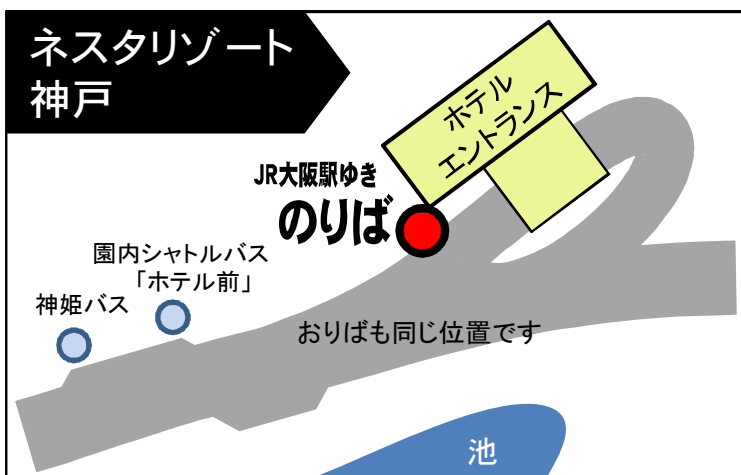 ネスタリゾート
神戸
ホテル
エントランス
JR大阪駅ゆき
のりば
園内シャトルバス
「ホテル前」
神姫バス
おりばも同じ位置です
池